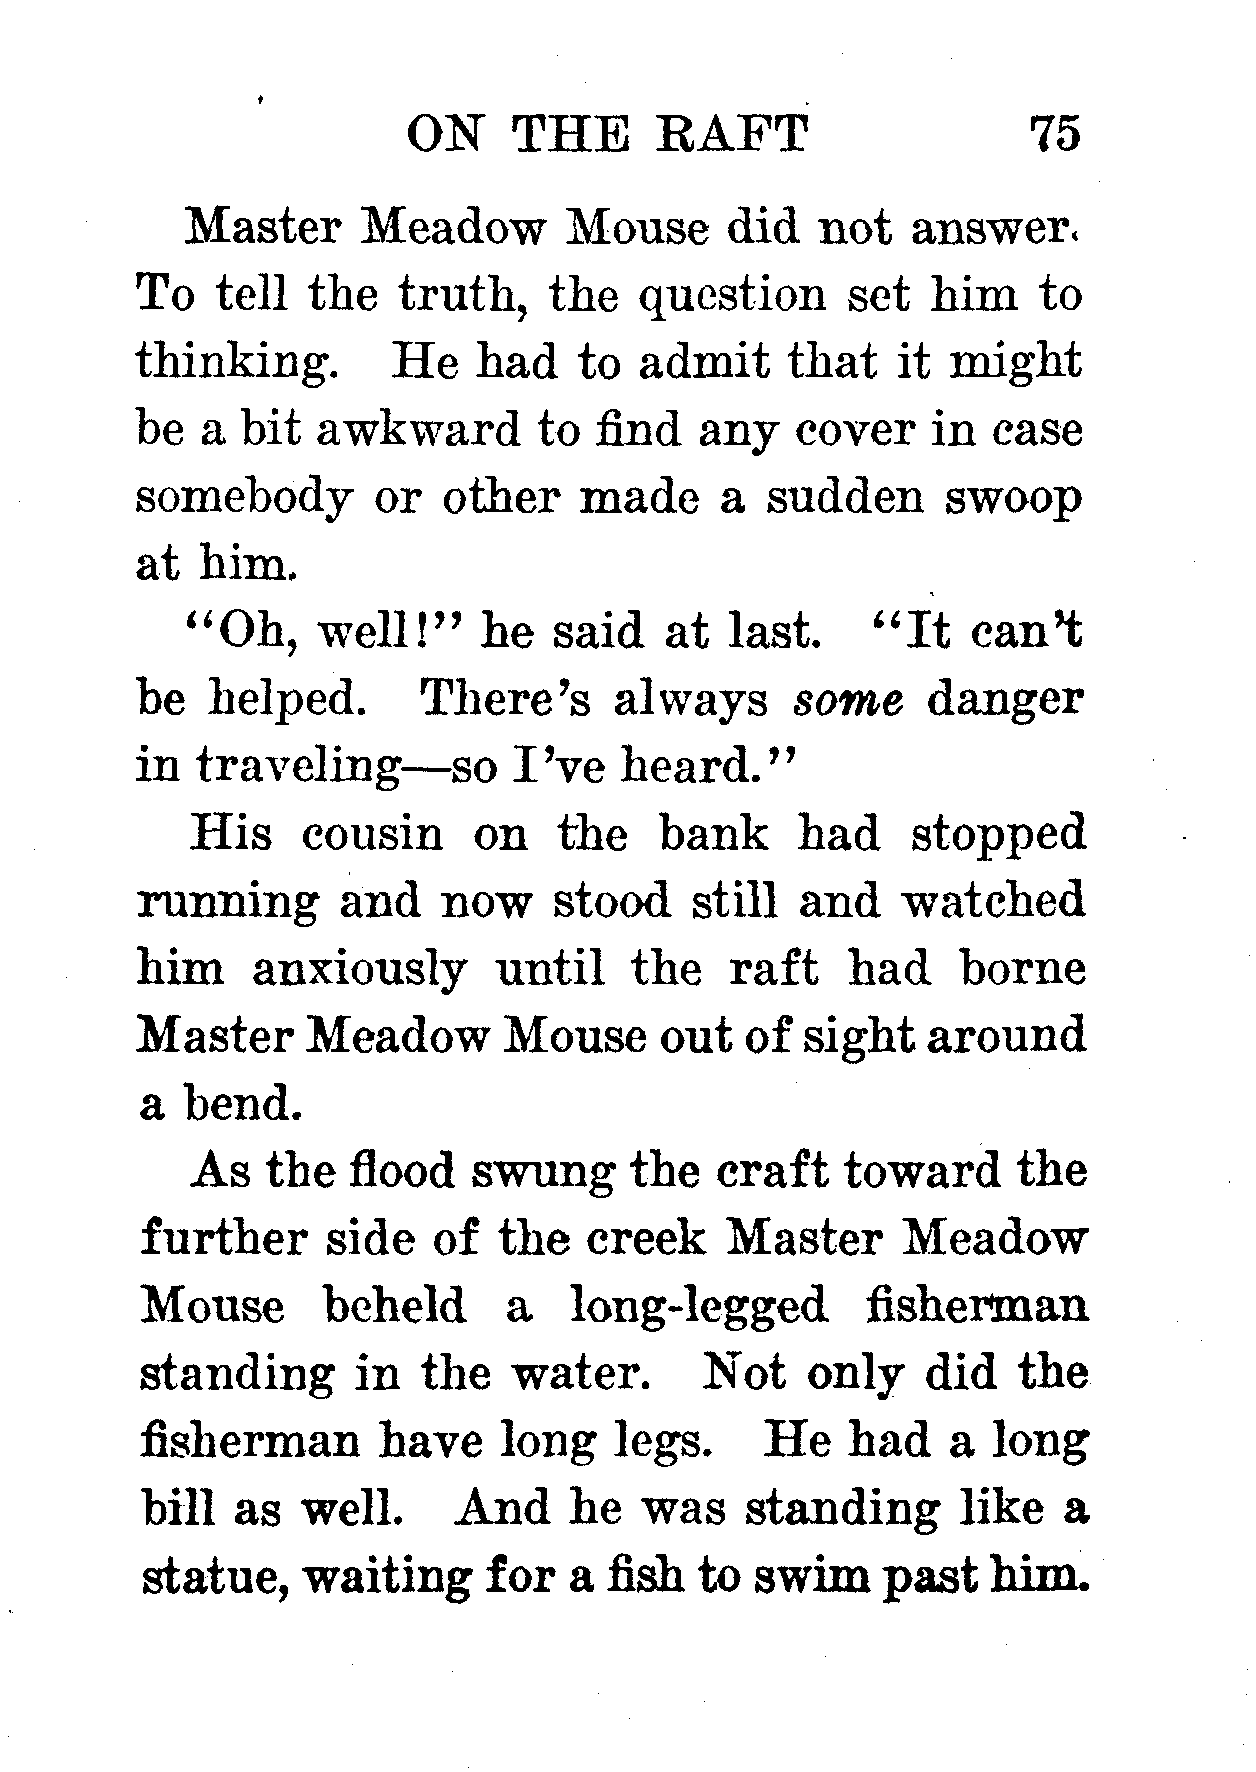 ON THE RAFT 75
Master Meadow Mouse did not answer.
To tell the truth, the question set him to
thinking. He had to admit that it might
be a bit awkward to find any cover in case
somebody or other made a sudden swoop
at him.
“Oh, well!” he said at last. “It can't
be helped. There's always some danger
in traveling—so I've heard.”
His cousin on the bank had stopped
running and now stood still and watched
him anxiously until the raft had borne
Master Meadow Mouse out of sight around
a bend.
As the flood swung the craft toward the
further side of the creek Master Meadow
Mouse beheld a long-legged fisherman
standing in the water. Not only did the
fisherman have long legs. He had a long
bill as well. And he was standing like a
statue, waiting for a fish to swim past him.